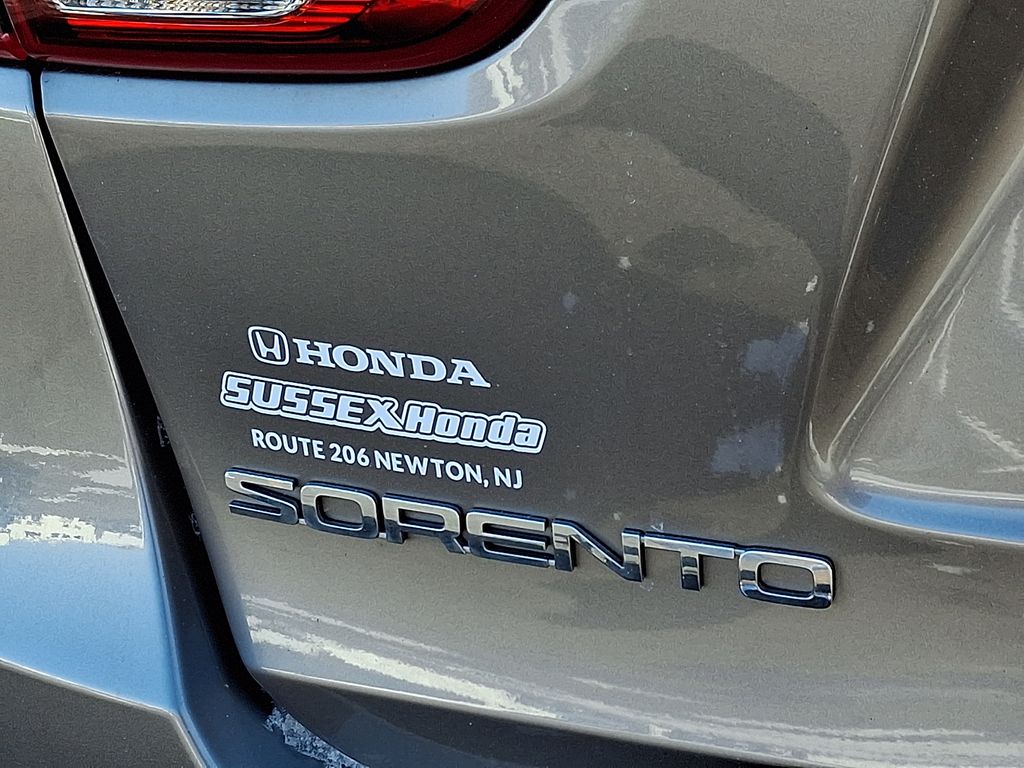 HONDA
SUSSEX Honda
ROUTE 206 NEWTON, NJ
SORENTO